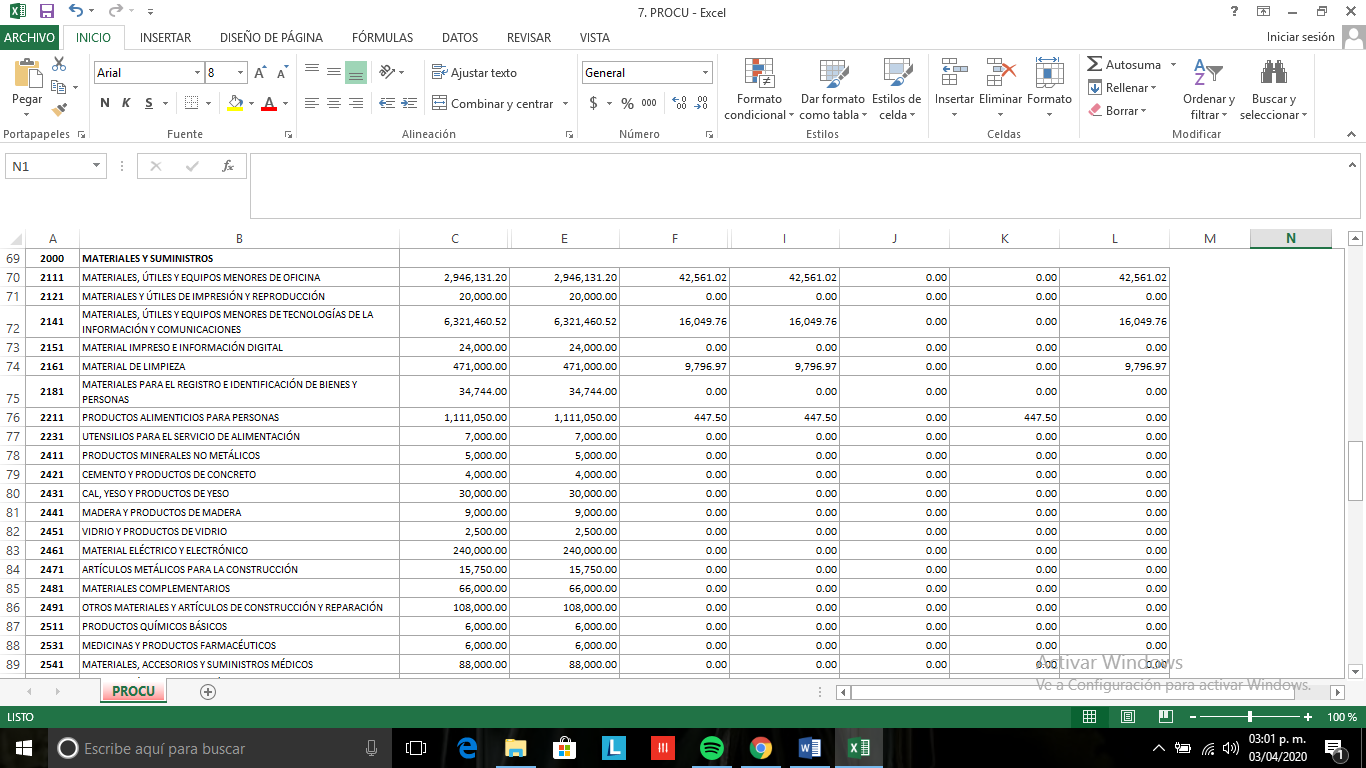 7. PROCU - Excel
ARCHIVO INICIO INSERTAR DISEÑO DE PÁGINA FÓRMULAS DATOS REVISAR VISTA Iniciar sesión
Pegar
Portapapeles
Arial 8
N K S
Fuente
Ajustar texto
Combinar y centrar
Alineación
General
$ % 000
Número
Formato condicional
Dar formato como tabla
Estilos de celda
Estilos
Insertar Eliminar Formato
Celdas
Autosuma
Rellenar
Borrar
Ordenar y filtrar
Buscar y seleccionar
Modificar
N1 fx
A B C E F I J K L M N
69 2000 MATERIALES Y SUMINISTROS
70 2111 MATERIALES, ÚTILES Y EQUIPOS MENORES DE OFICINA 2,946,131.20 2,946,131.20 42,561.02 42,561.02 0.00 0.00 42,561.02
71 2121 MATERIALES Y ÚTILES DE IMPRESIÓN Y REPRODUCCIÓN 20,000.00 20,000.00 0.00 0.00 0.00 0.00 0.00
72 2141 MATERIALES, ÚTILES Y EQUIPOS MENORES DE TECNOLOGÍAS DE LA
INFORMACIÓN Y COMUNICACIONES 6,321,460.52 6,321,460.52 16,049.76 16,049.76 0.00 0.00 16,049.76
73 2151 MATERIAL IMPRESO E INFORMACIÓN DIGITAL 24,000.00 24,000.00 0.00 0.00 0.00 0.00 0.00
74 2161 MATERIAL DE LIMPIEZA 471,000.00 471,000.00 9,796.97 9,796.97 0.00 0.00 9,796.97
75 2181 MATERIALES PARA EL REGISTRO E IDENTIFICACIÓN DE BIENES Y
PERSONAS 34,744.00 34,744.00 0.00 0.00 0.00 0.00 0.00
76 2211 PRODUCTOS ALIMENTICIOS PARA PERSONAS 1,111,050.00 1,111,050.00 447.50 447.50 0.00 447.50 0.00
77 2231 UTENSILIOS PARA EL SERVICIO DE ALIMENTACIÓN 7,000.00 7,000.00 0.00 0.00 0.00 0.00 0.00
78 2411 PRODUCTOS MINERALES NO METÁLICOS 5,000.00 5,000.00 0.00 0.00 0.00 0.00 0.00
79 2421 CEMENTO Y PRODUCTOS DE CONCRETO 4,000.00 4,000.00 0.00 0.00 0.00 0.00 0.00
80 2431 CAL, YESO Y PRODUCTOS DE YESO 30,000.00 30,000.00 0.00 0.00 0.00 0.00 0.00
81 2441 MADERA Y PRODUCTOS DE MADERA 9,000.00 9,000.00 0.00 0.00 0.00 0.00 0.00
82 2451 VIDRIO Y PRODUCTOS DE VIDRIO 2,500.00 2,500.00 0.00 0.00 0.00 0.00 0.00
83 2461 MATERIAL ELÉCTRICO Y ELECTRÓNICO 240,000.00 240,000.00 0.00 0.00 0.00 0.00 0.00
84 2471 ARTÍCULOS METÁLICOS PARA LA CONSTRUCCIÓN 15,750.00 15,750.00 0.00 0.00 0.00 0.00 0.00
85 2481 MATERIALES COMPLEMENTARIOS 66,000.00 66,000.00 0.00 0.00 0.00 0.00 0.00
86 2491 OTROS MATERIALES Y ARTÍCULOS DE CONSTRUCCIÓN Y REPARACIÓN 108,000.00 108,000.00 0.00 0.00 0.00 0.00 0.00
87 2511 PRODUCTOS QUÍMICOS BÁSICOS 6,000.00 6,000.00 0.00 0.00 0.00 0.00 0.00
88 2531 MEDICINAS Y PRODUCTOS FARMACÉUTICOS 6,000.00 6,000.00 0.00 0.00 0.00 0.00 0.00
89 2541 MATERIALES, ACCESORIOS Y SUMINISTROS MÉDICOS 88,000.00 88,000.00 0.00 0.00 0.00 0.00 0.00
Activar Windows
Ve a Configuración para activar Windows.
PROCU
LISTO 100 %
Escribe aquí para buscar
03:01 p. m.
03/04/2020
1